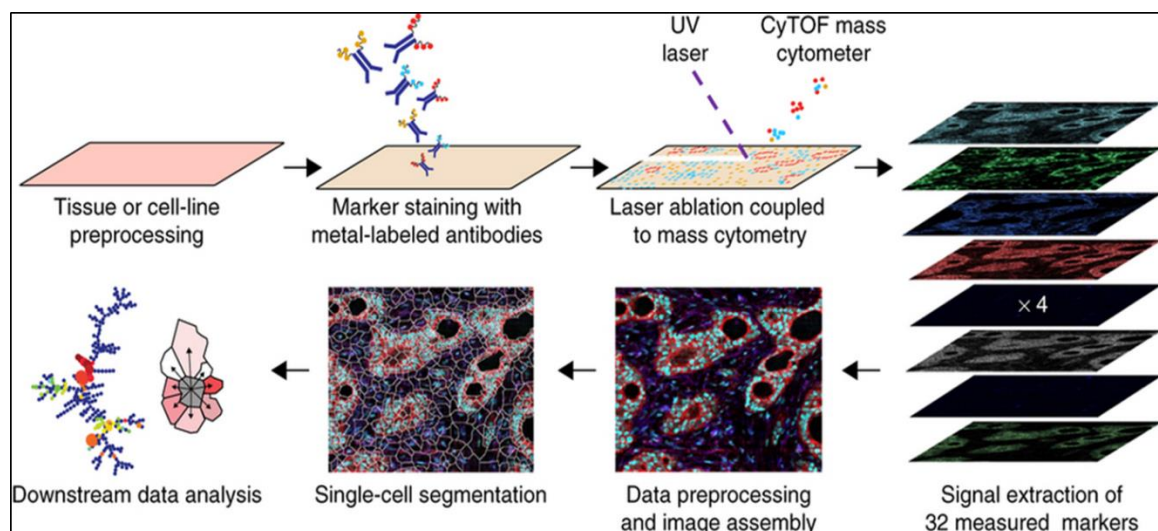 UV
laser
CyTOF mass
cytometer
Tissue or cell-line
preprocessing
Marker staining with
metal-labeled antibodies
Laser ablation coupled
to mass cytometry
× 4
Signal extraction of
32 measured markers
Data preprocessing
and image assembly
Single-cell segmentation
Downstream data analysis